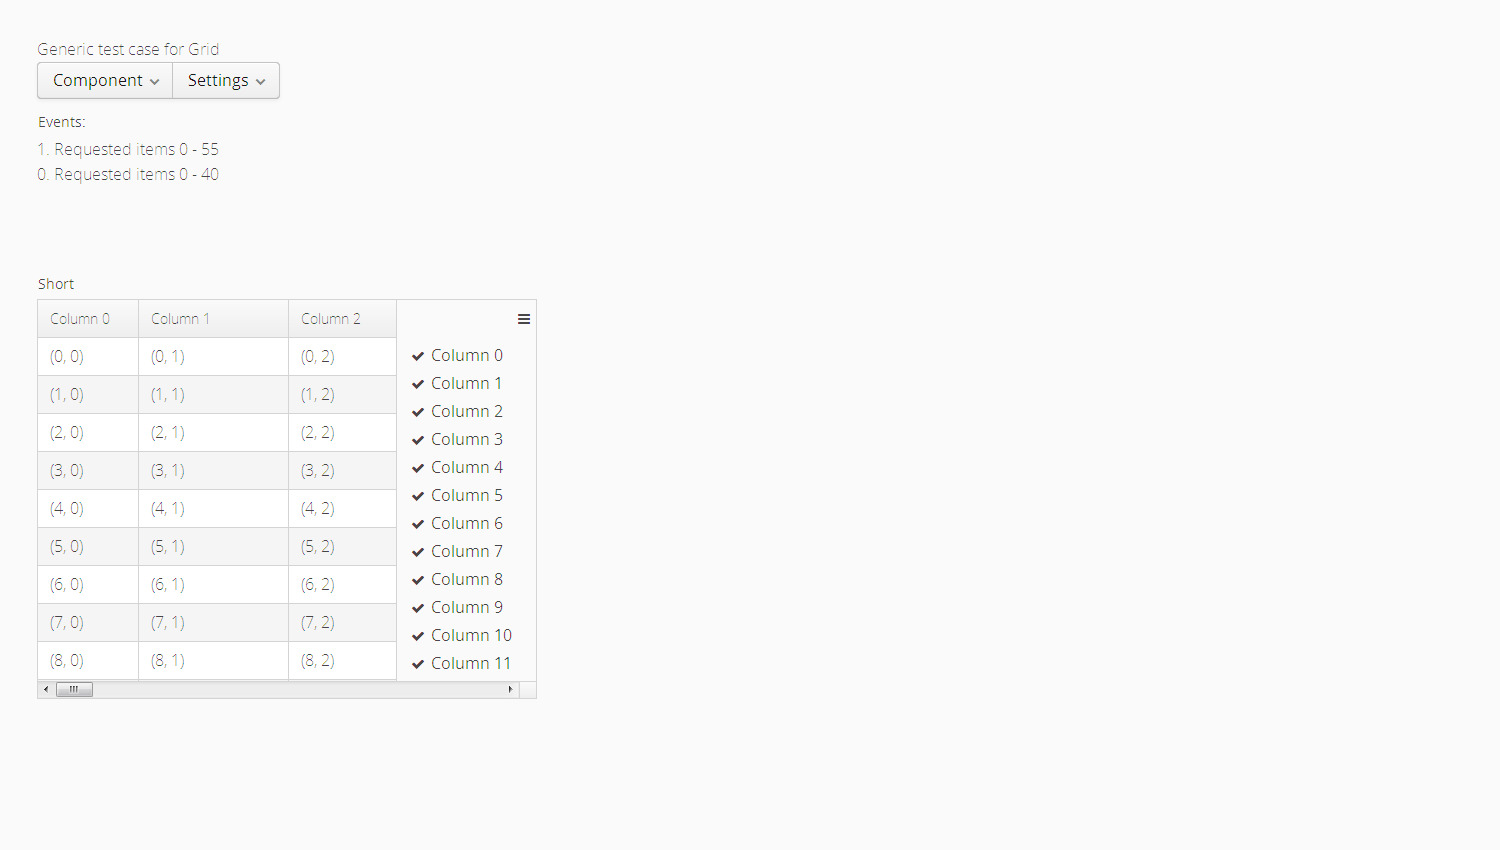 Generic test case for Grid
Component Settings
Events:
1. Requested items 0 - 55
0. Requested items 0 - 40
Short
Column 0 Column 1 Column 2
(0, 0) (0, 1) (0, 2) Column 0
(1, 0) (1, 1) (1, 2) Column 1
Column 2
(2, 0) (2, 1) (2, 2) Column 3
(3, 0) (3, 1) (3, 2) Column 4
(4, 0) (4, 1) (4, 2) Column 5
Column 6
(5, 0) (5, 1) (5, 2) Column 7
(6, 0) (6, 1) (6, 2) Column 8
Column 9
(7, 0) (7, 1) (7, 2) Column 10
(8, 0) (8, 1) (8, 2) Column 11